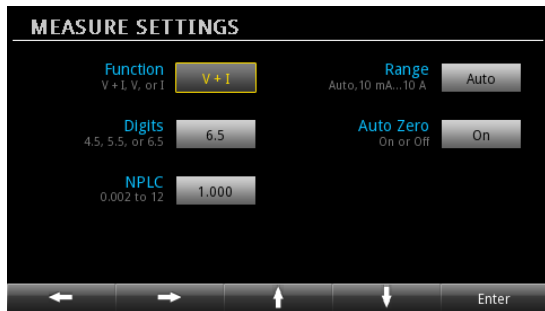 MEASURE SETTINGS
Function
V + I, V, or I
V + I
Range
Auto,10 mA...10 A
Auto
Digits
4.5, 5.5, or 6.5
6.5
Auto Zero
On or Off
On
NPLC
0.002 to 12
1.000
Enter